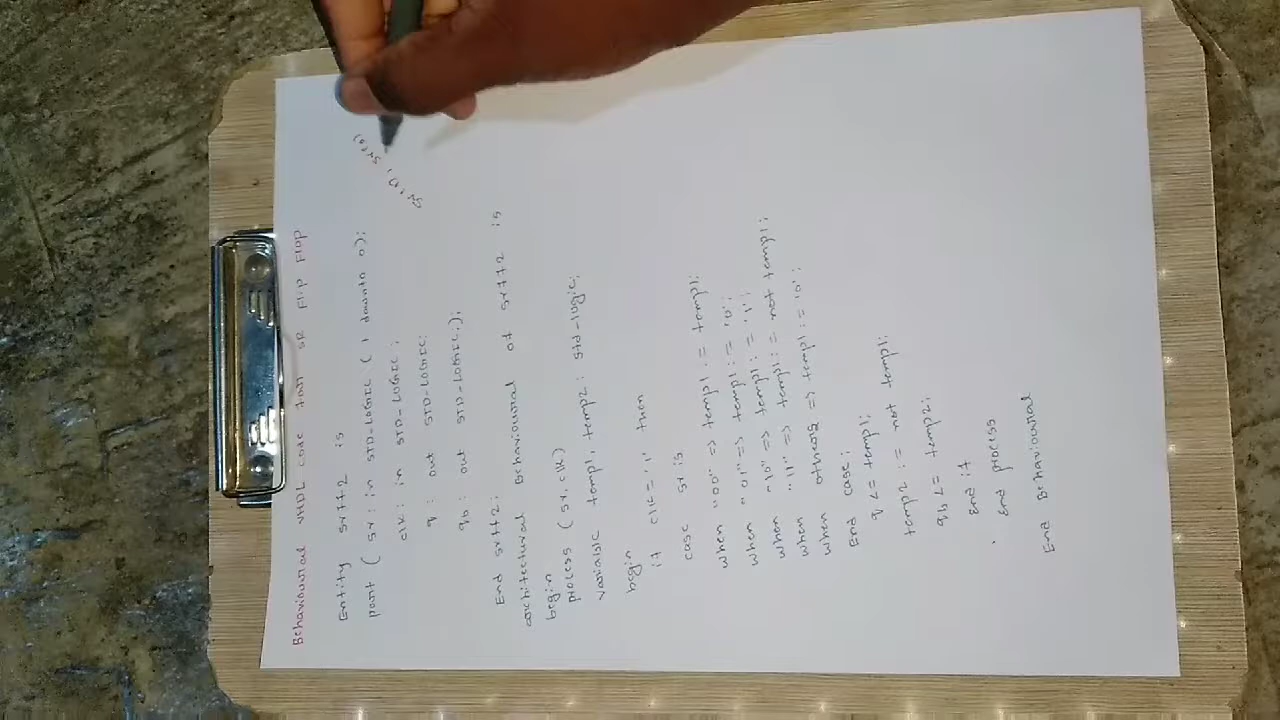 Behavioural VHDL code for SR Flip Flop
Entity srff2 is
port ( sr : in STD-LOGIC ( 1 downto 0);
sr(1), sr(0)
clk : in STD-LOGIC ;
q : out STD-LOGIC;
qb : out STD-LOGIC);
End srff2;
architectural Behavioural of srff2 is
begin
process ( sr, clk)
variable temp1, temp2 : std-logic;
begin
if clk = '1' then
case sr is
when "00" => temp1 := temp1;
when "01" => temp1 := '0';
when "10" => temp1 := '1';
when "11" => temp1 := not temp1;
when others => temp1 := '0';
End case;
q <= temp1;
temp2 := not temp1;
qb <= temp2;
End if
End process
End Behavioural